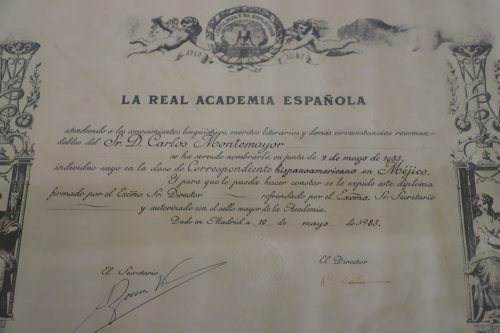 LA REAL ACADEMIA ESPAÑOLA
atendiendo a los conocimientos lingüísticos, méritos literarios y demás circunstancias recomen-
dables del Sr. D. Carlos Montemayor
se ha servido nombrarle en junta de 9 de mayo de 1985,
individuo suyo en la clase de Correspondiente hispanoamericano en Méjico.
Y para que lo pueda hacer constar se le expide este diploma
firmado por el Excmo Sr. Director — refrendado por el Excmo. Sr. Secretario
— y autorizado con el sello mayor de la Academia.
Dado en Madrid a 10 de mayo de 1985.
El Secretario
El Director